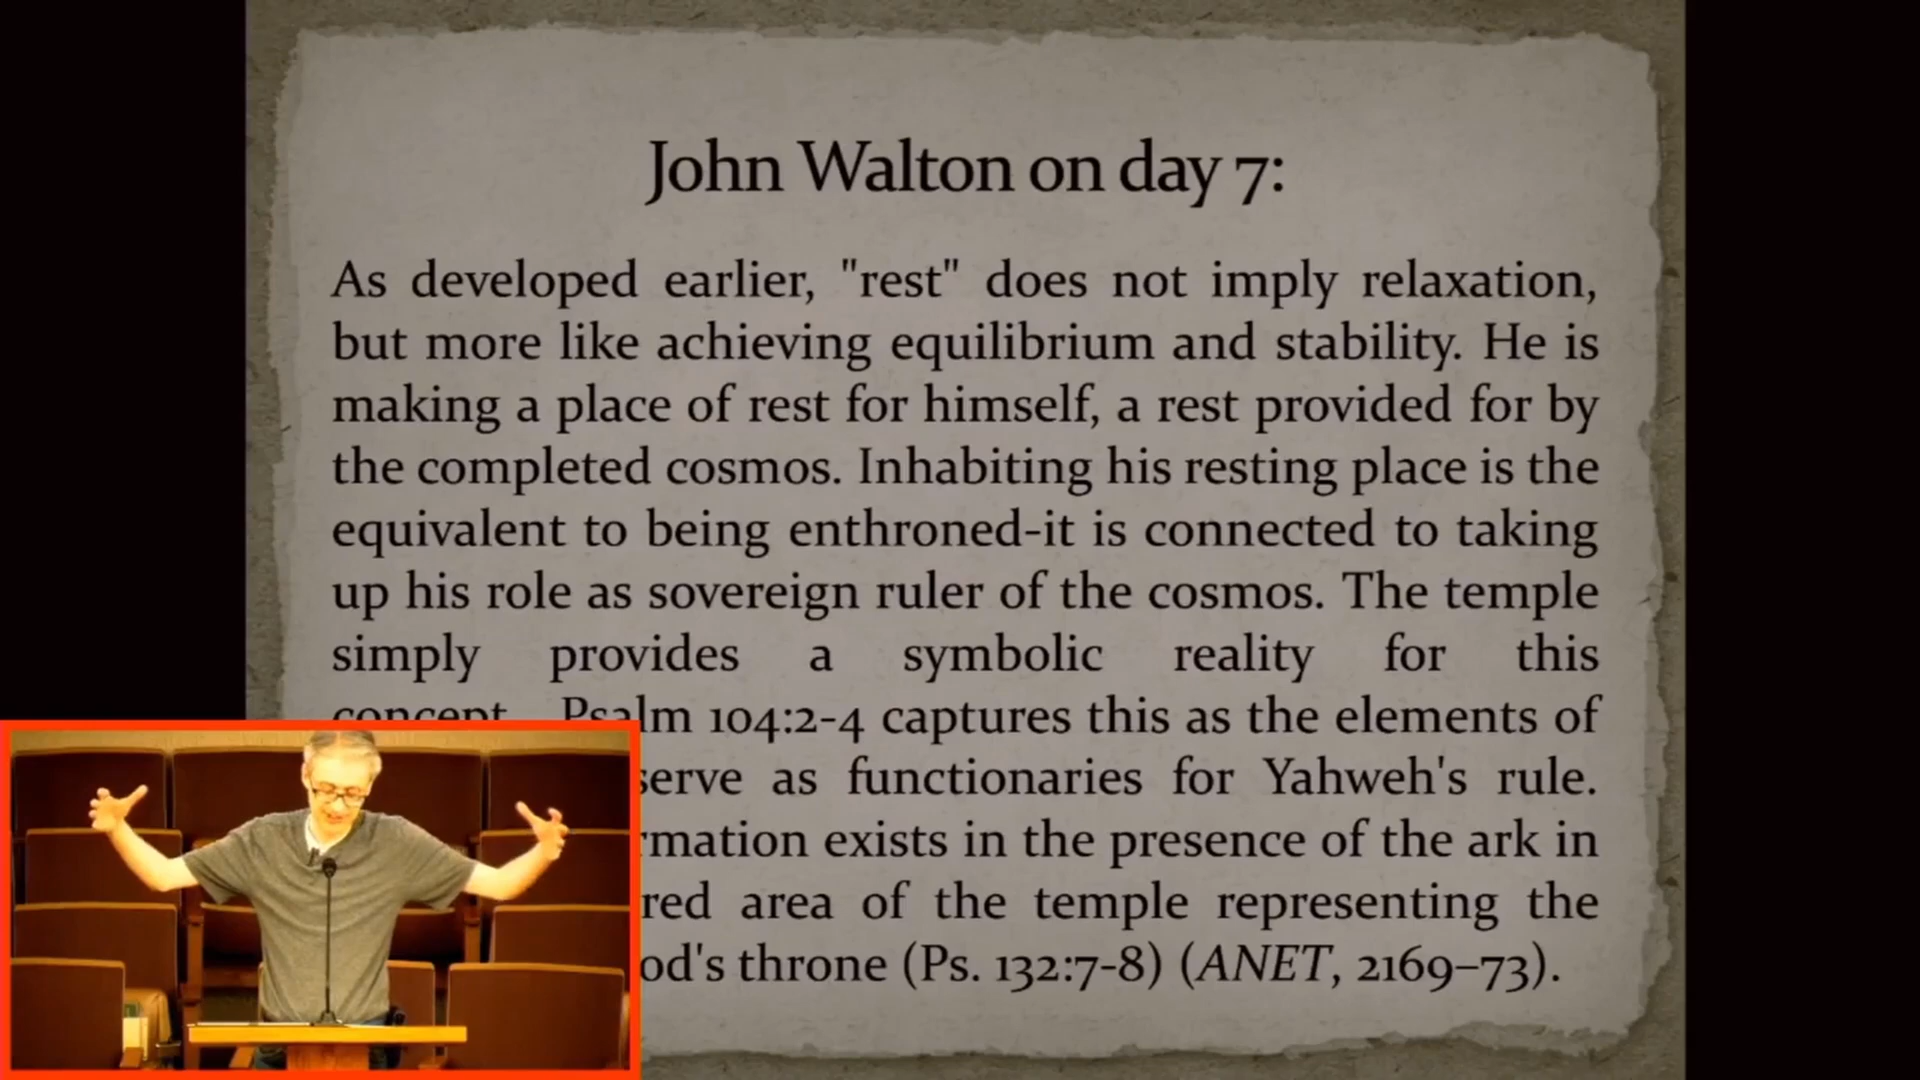 John Walton on day 7:
As developed earlier, "rest" does not imply relaxation,
but more like achieving equilibrium and stability. He is
making a place of rest for himself, a rest provided for by
the completed cosmos. Inhabiting his resting place is the
equivalent to being enthroned-it is connected to taking
up his role as sovereign ruler of the cosmos. The temple
simply provides a symbolic reality for this
concept Psalm 104:2-4 captures this as the elements of
serve as functionaries for Yahweh's rule.
exists in the presence of the ark in
area of the temple representing the
throne (Ps. 132:7-8) (ANET, 2169–73).